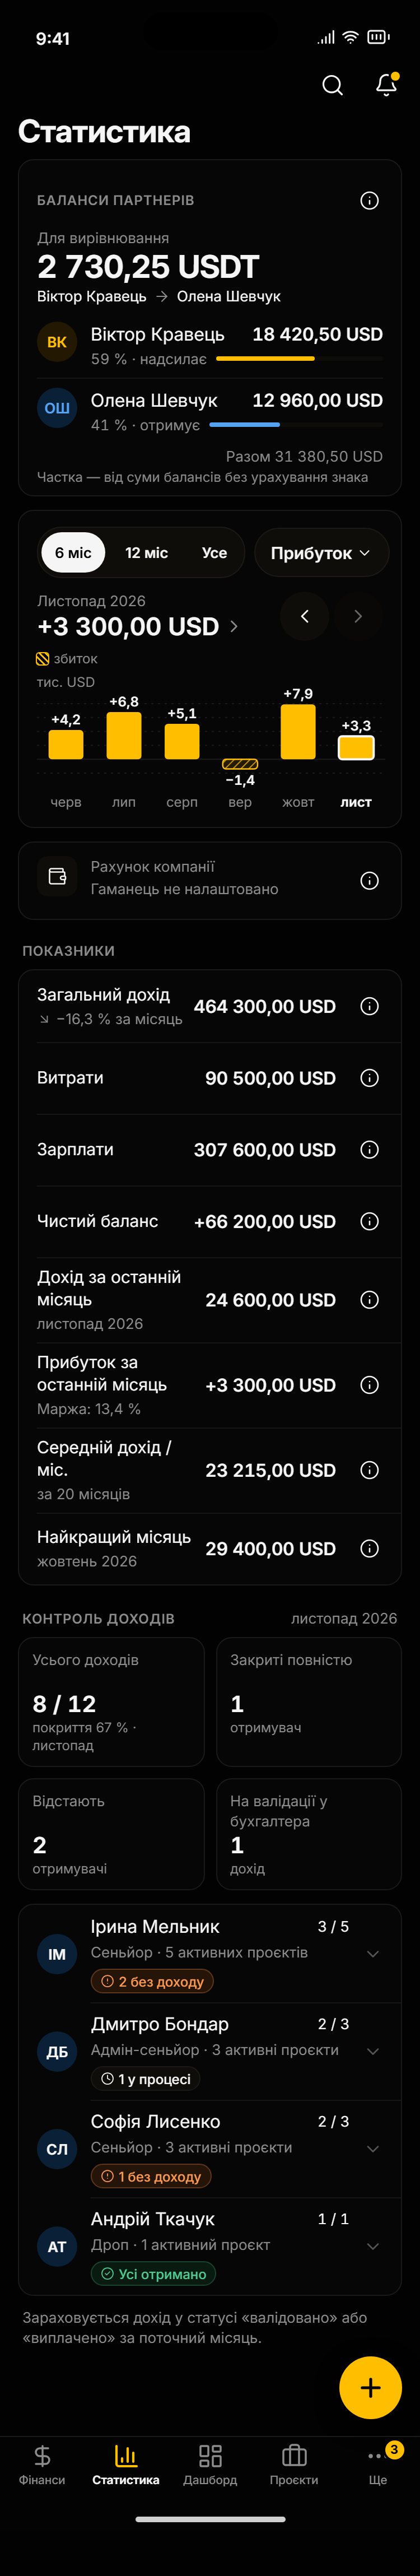 9:41
Статистика
БАЛАНСИ ПАРТНЕРІВ
Для вирівнювання
2 730,25 USDT
Віктор Кравець → Олена Шевчук
ВК
Віктор Кравець 18 420,50 USD
59 % · надсилає
ОШ
Олена Шевчук 12 960,00 USD
41 % · отримує
Разом 31 380,50 USD
Частка — від суми балансів без урахування знака
6 міс 12 міс Усе Прибуток
Листопад 2026
+3 300,00 USD
збиток
тис. USD
+4,2 +6,8 +5,1 −1,4 +7,9 +3,3
черв лип серп вер жовт лист
Рахунок компанії
Гаманець не налаштовано
ПОКАЗНИКИ
Загальний дохід 464 300,00 USD
↘ −16,3 % за місяць
Витрати 90 500,00 USD
Зарплати 307 600,00 USD
Чистий баланс +66 200,00 USD
Дохід за останній
місяць 24 600,00 USD
листопад 2026
Прибуток за
останній місяць +3 300,00 USD
Маржа: 13,4 %
Середній дохід /
міс. 23 215,00 USD
за 20 місяців
Найкращий місяць 29 400,00 USD
жовтень 2026
КОНТРОЛЬ ДОХОДІВ листопад 2026
Усього доходів
8 / 12
покриття 67 % ·
листопад
Закриті повністю
1
отримувач
Відстають
2
отримувачі
На валідації у
бухгалтера
1
дохід
ІМ
Ірина Мельник 3 / 5
Сеньйор · 5 активних проєктів
2 без доходу
ДБ
Дмитро Бондар 2 / 3
Адмін-сеньйор · 3 активні проєкти
1 у процесі
СЛ
Софія Лисенко 2 / 3
Сеньйор · 3 активні проєкти
1 без доходу
АТ
Андрій Ткачук 1 / 1
Дроп · 1 активний проєкт
Усі отримано
Зараховується дохід у статусі «валідовано» або
«виплачено» за поточний місяць.
3
Фінанси Статистика Дашборд Проєкти Ще